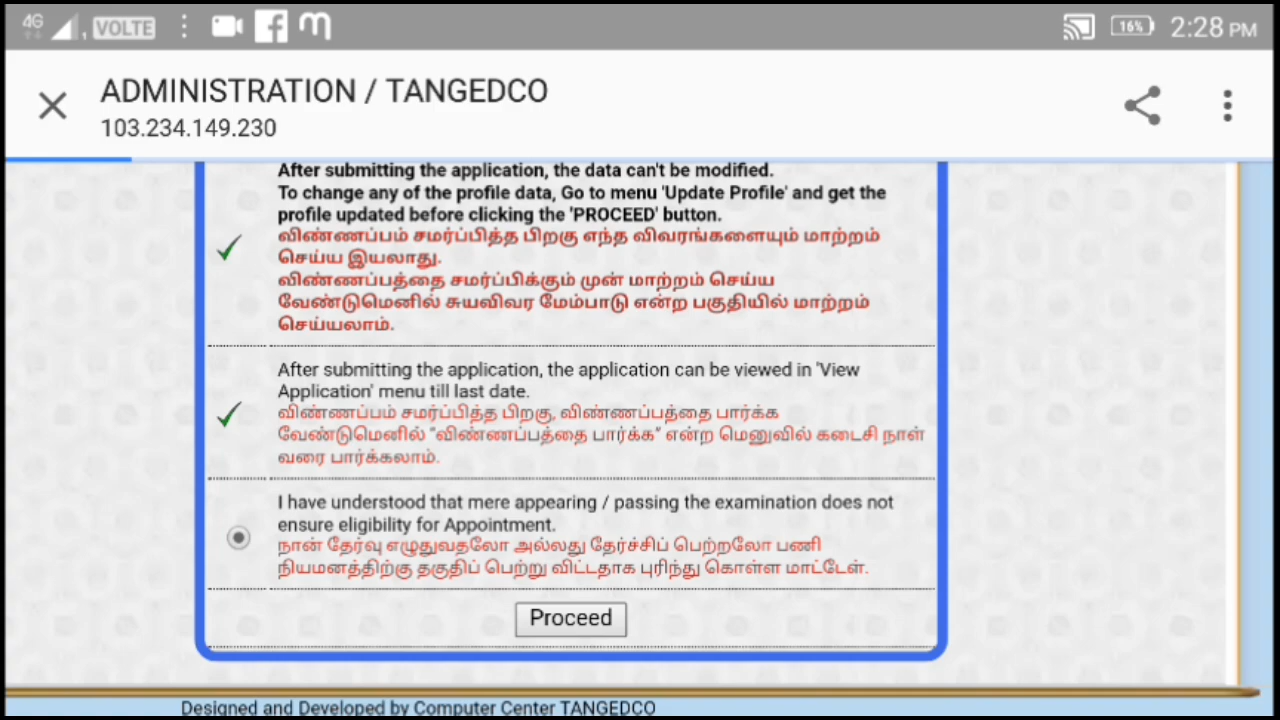 4G
VOLTE
16%
2:28 PM
ADMINISTRATION / TANGEDCO
103.234.149.230
After submitting the application, the data can't be modified.
To change any of the profile data, Go to menu 'Update Profile' and get the
profile updated before clicking the 'PROCEED' button.
விண்ணப்பம் சமர்ப்பித்த பிறகு எந்த விவரங்களையும் மாற்றம்
செய்ய இயலாது.
விண்ணப்பத்தை சமர்ப்பிக்கும் முன் மாற்றம் செய்ய
வேண்டுமெனில் சுயவிவர மேம்பாடு என்ற பகுதியில் மாற்றம்
செய்யலாம்.
After submitting the application, the application can be viewed in 'View
Application' menu till last date.
விண்ணப்பம் சமர்ப்பித்த பிறகு, விண்ணப்பத்தை பார்க்க
வேண்டுமெனில் "விண்ணப்பத்தை பார்க்க" என்ற மெனுவில் கடைசி நாள்
வரை பார்க்கலாம்.
I have understood that mere appearing / passing the examination does not
ensure eligibility for Appointment.
நான் தேர்வு எழுதுவதலோ அல்லது தேர்ச்சிப் பெற்றலோ பணி
நியமனத்திற்கு தகுதிப் பெற்று விட்டதாக புரிந்து கொள்ள மாட்டேன்.
Proceed
Designed and Developed by Computer Center TANGEDCO